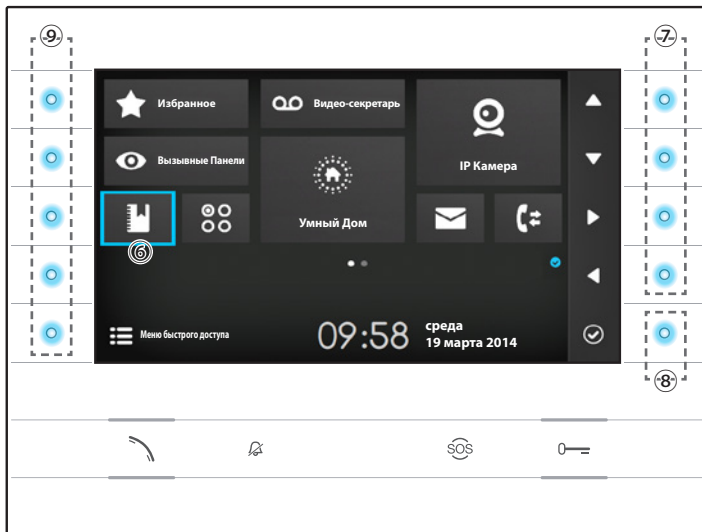 ⑨
⑦
Избранное
Видео-секретарь
Вызывные Панели
IP Камера
Умный Дом
⑥
Меню быстрого доступа
09:58
среда
19 марта 2014
⑧
SOS